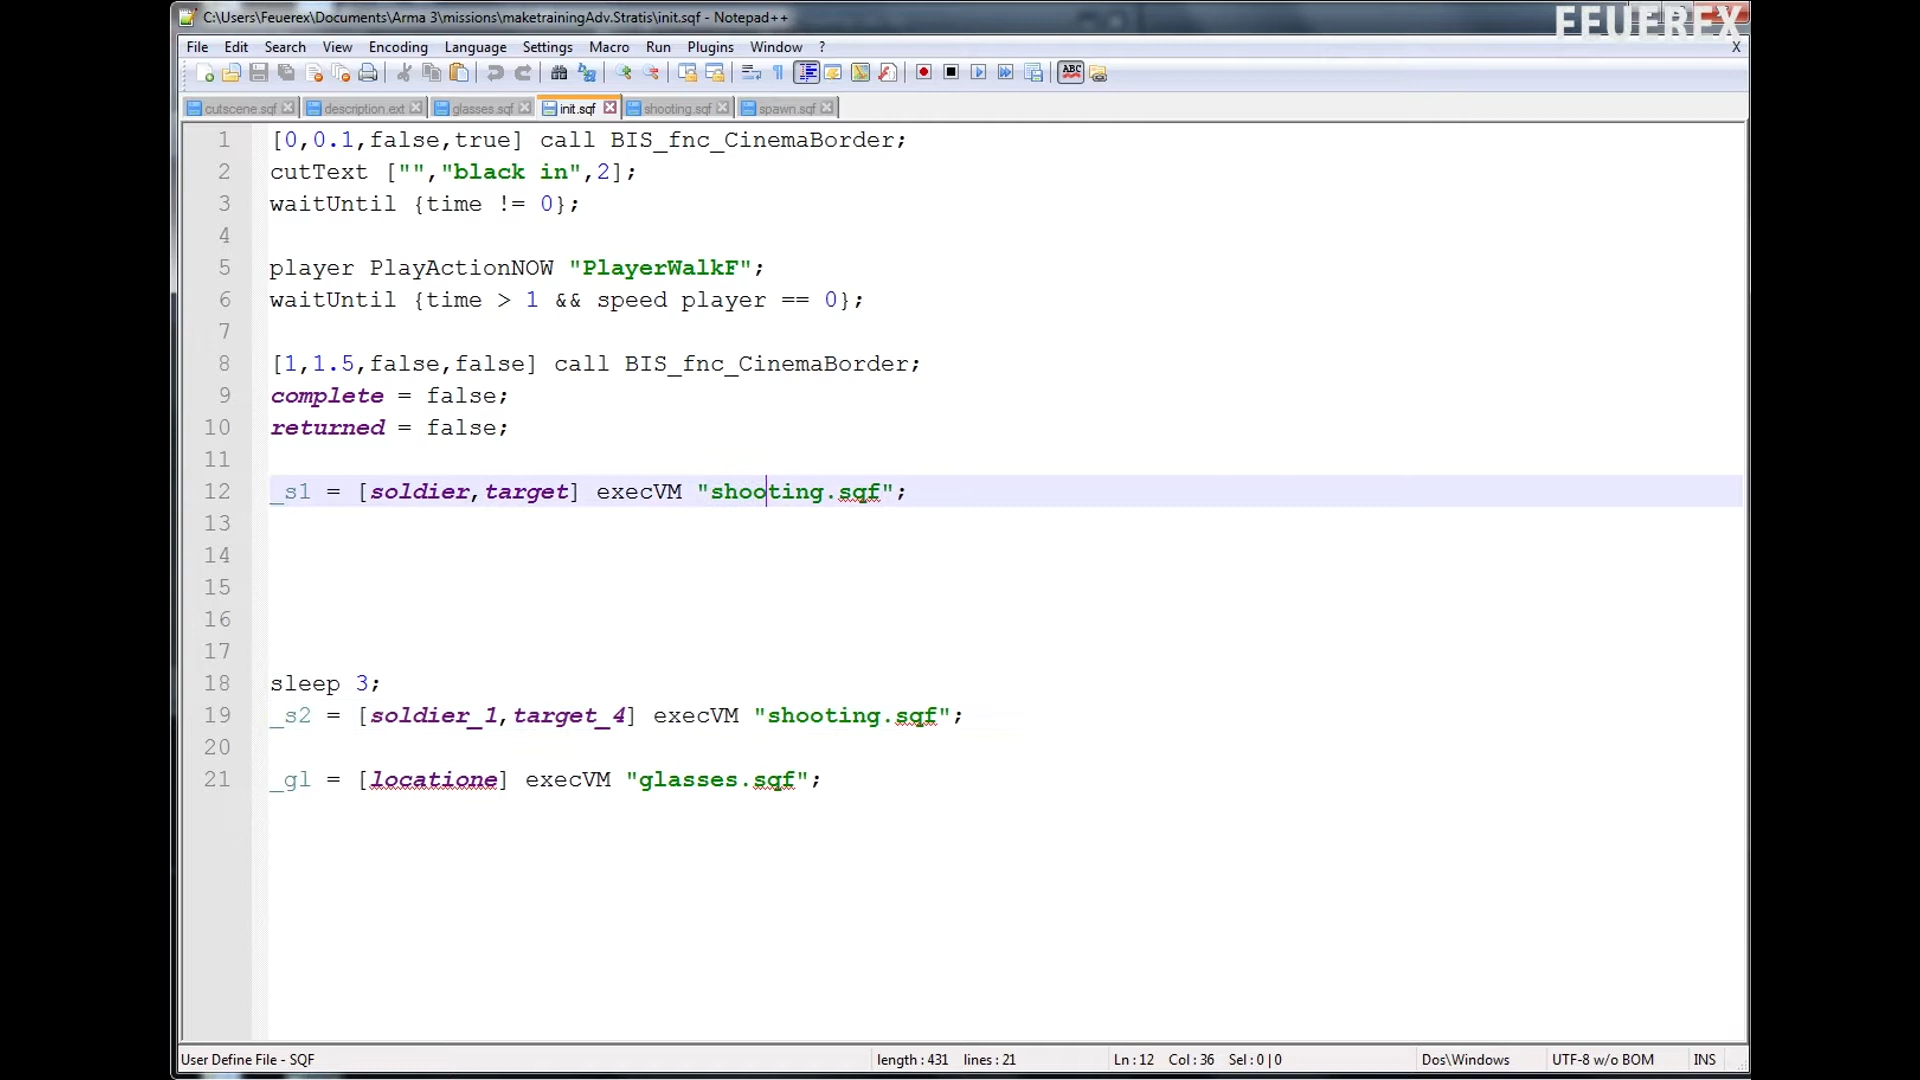 C:\Users\Feuerex\Documents\Arma 3\missions\maketrainingAdv.Stratis\init.sqf - Notepad++
FEUEREX
File Edit Search View Encoding Language Settings Macro Run Plugins Window ? X
ABC
cutscene.sqf description.ext glasses.sqf init.sqf shooting.sqf spawn.sqf
1 [0,0.1,false,true] call BIS_fnc_CinemaBorder;
2 cutText ["","black in",2];
3 waitUntil {time != 0};
4
5 player PlayActionNOW "PlayerWalkF";
6 waitUntil {time > 1 && speed player == 0};
7
8 [1,1.5,false,false] call BIS_fnc_CinemaBorder;
9 complete = false;
10 returned = false;
11
12 _s1 = [soldier,target] execVM "shooting.sqf";
13
14
15
16
17
18 sleep 3;
19 _s2 = [soldier_1,target_4] execVM "shooting.sqf";
20
21 _gl = [locatione] execVM "glasses.sqf";
User Define File - SQF length : 431 lines : 21 Ln : 12 Col : 36 Sel : 0 | 0 Dos\Windows UTF-8 w/o BOM INS